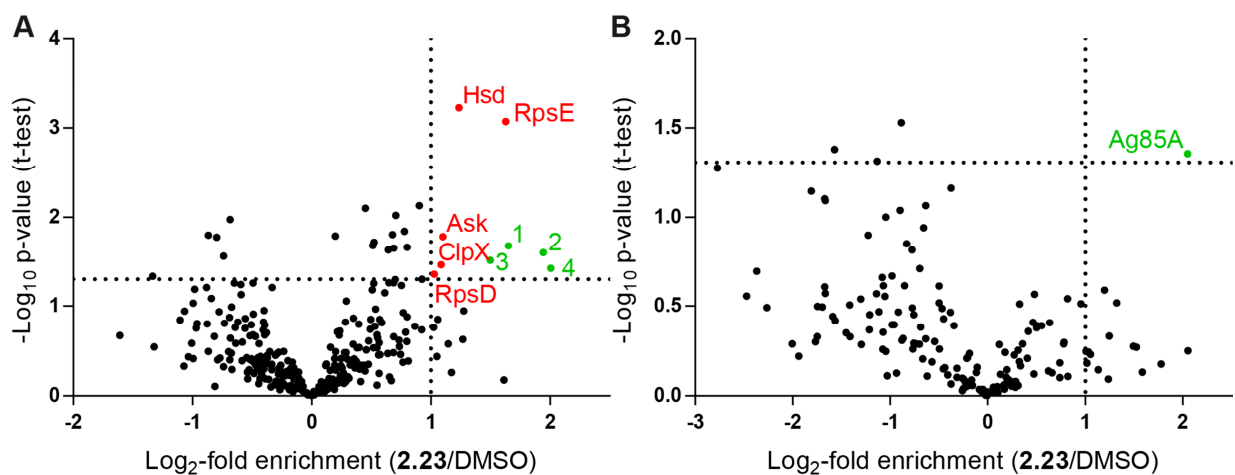 A
-Log10 p-value (t-test)
4
3
2
1
0
Hsd
RpsE
Ask
1
2
ClpX
3
4
RpsD
-2
-1
0
1
2
Log2-fold enrichment (2.23/DMSO)
B
-Log10 p-value (t-test)
2.0
1.5
1.0
0.5
0.0
Ag85A
-3
-2
-1
0
1
2
Log2-fold enrichment (2.23/DMSO)